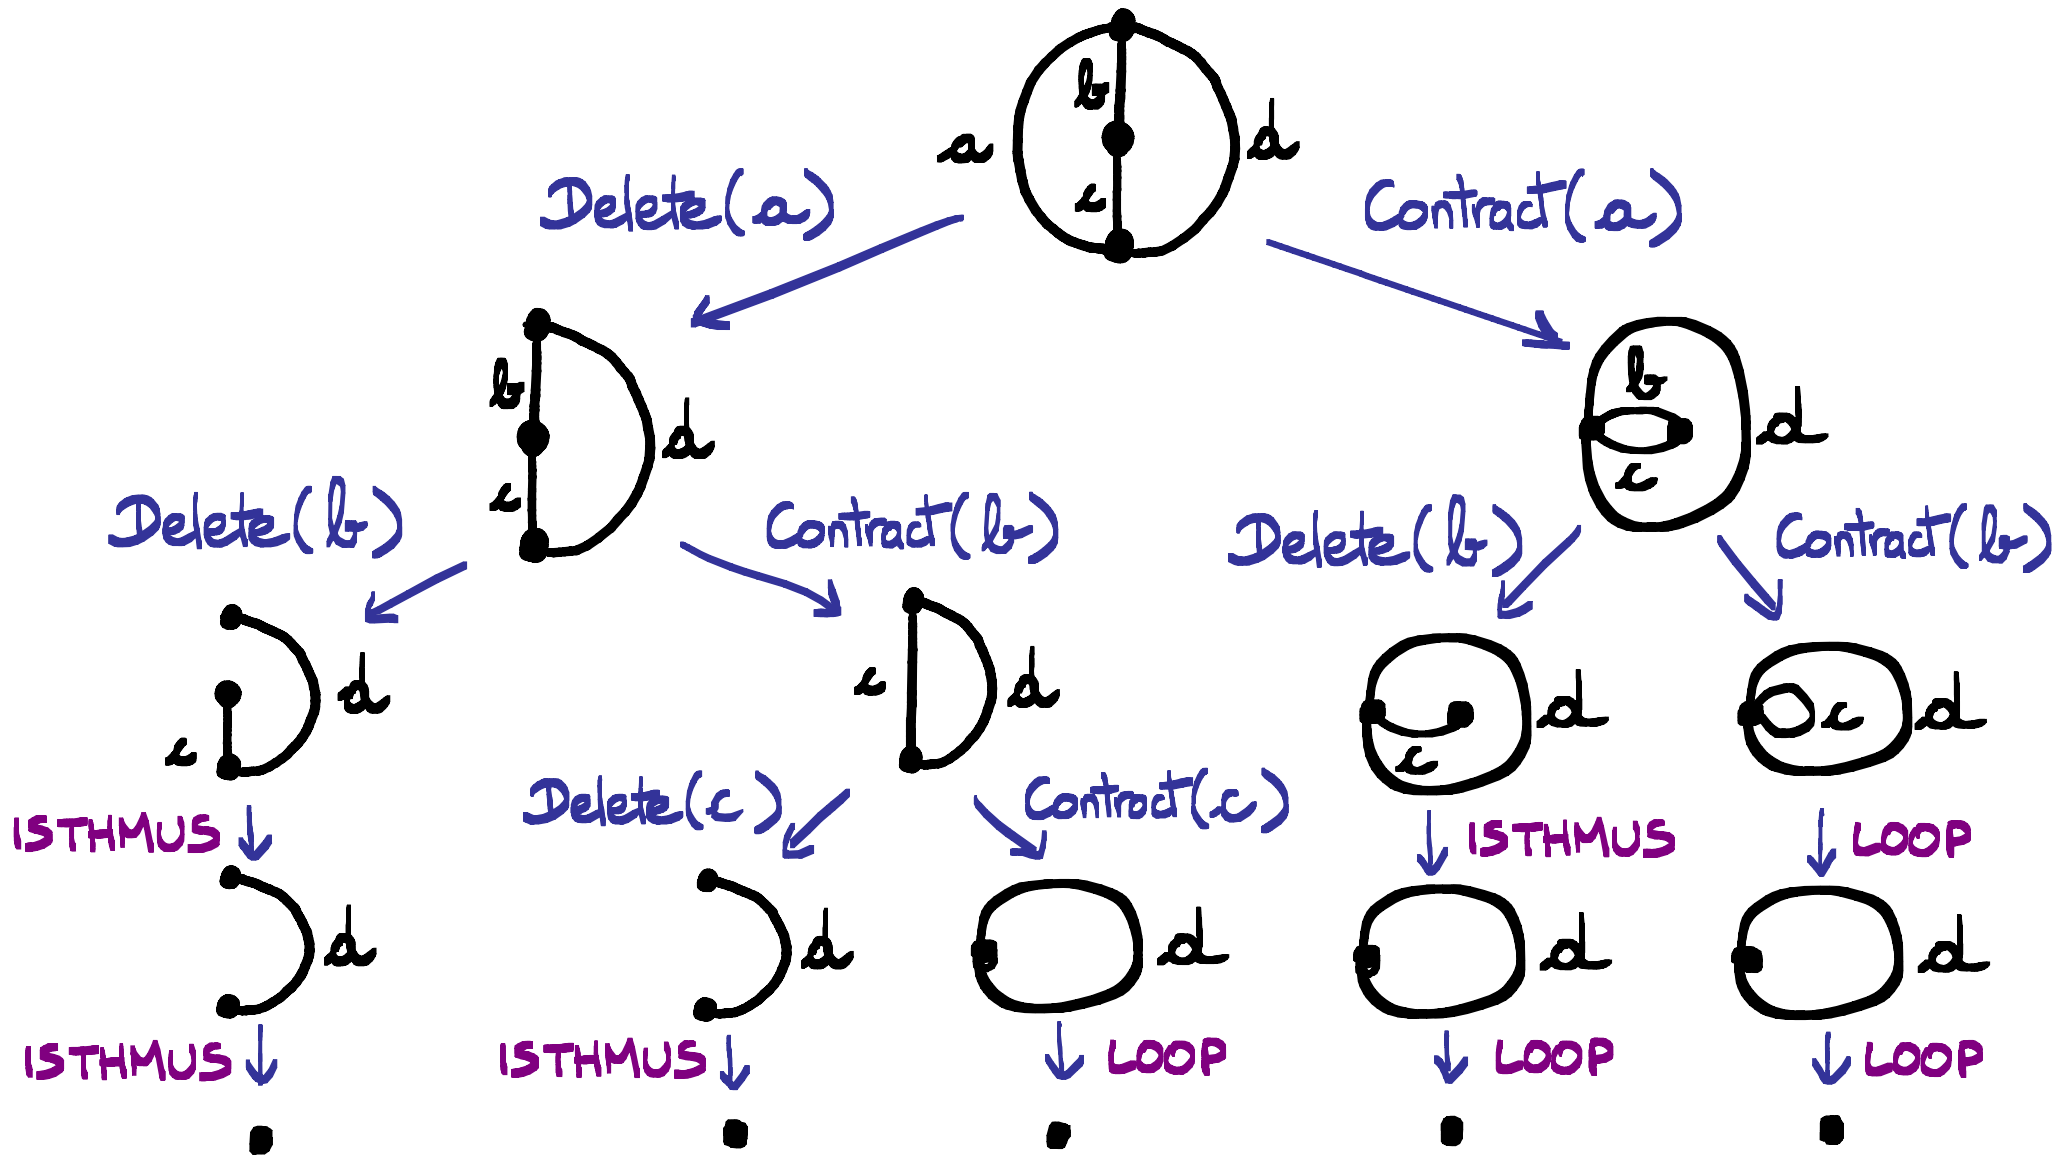 b
a d
c
Delete(a) Contract(a)
b b
d d
c c
Delete(b) Contract(b) Delete(b) Contract(b)
d c d d c d
c c
Delete(c) Contract(c)
ISTHMUS ISTHMUS LOOP
d d d d d
ISTHMUS ISTHMUS LOOP LOOP LOOP